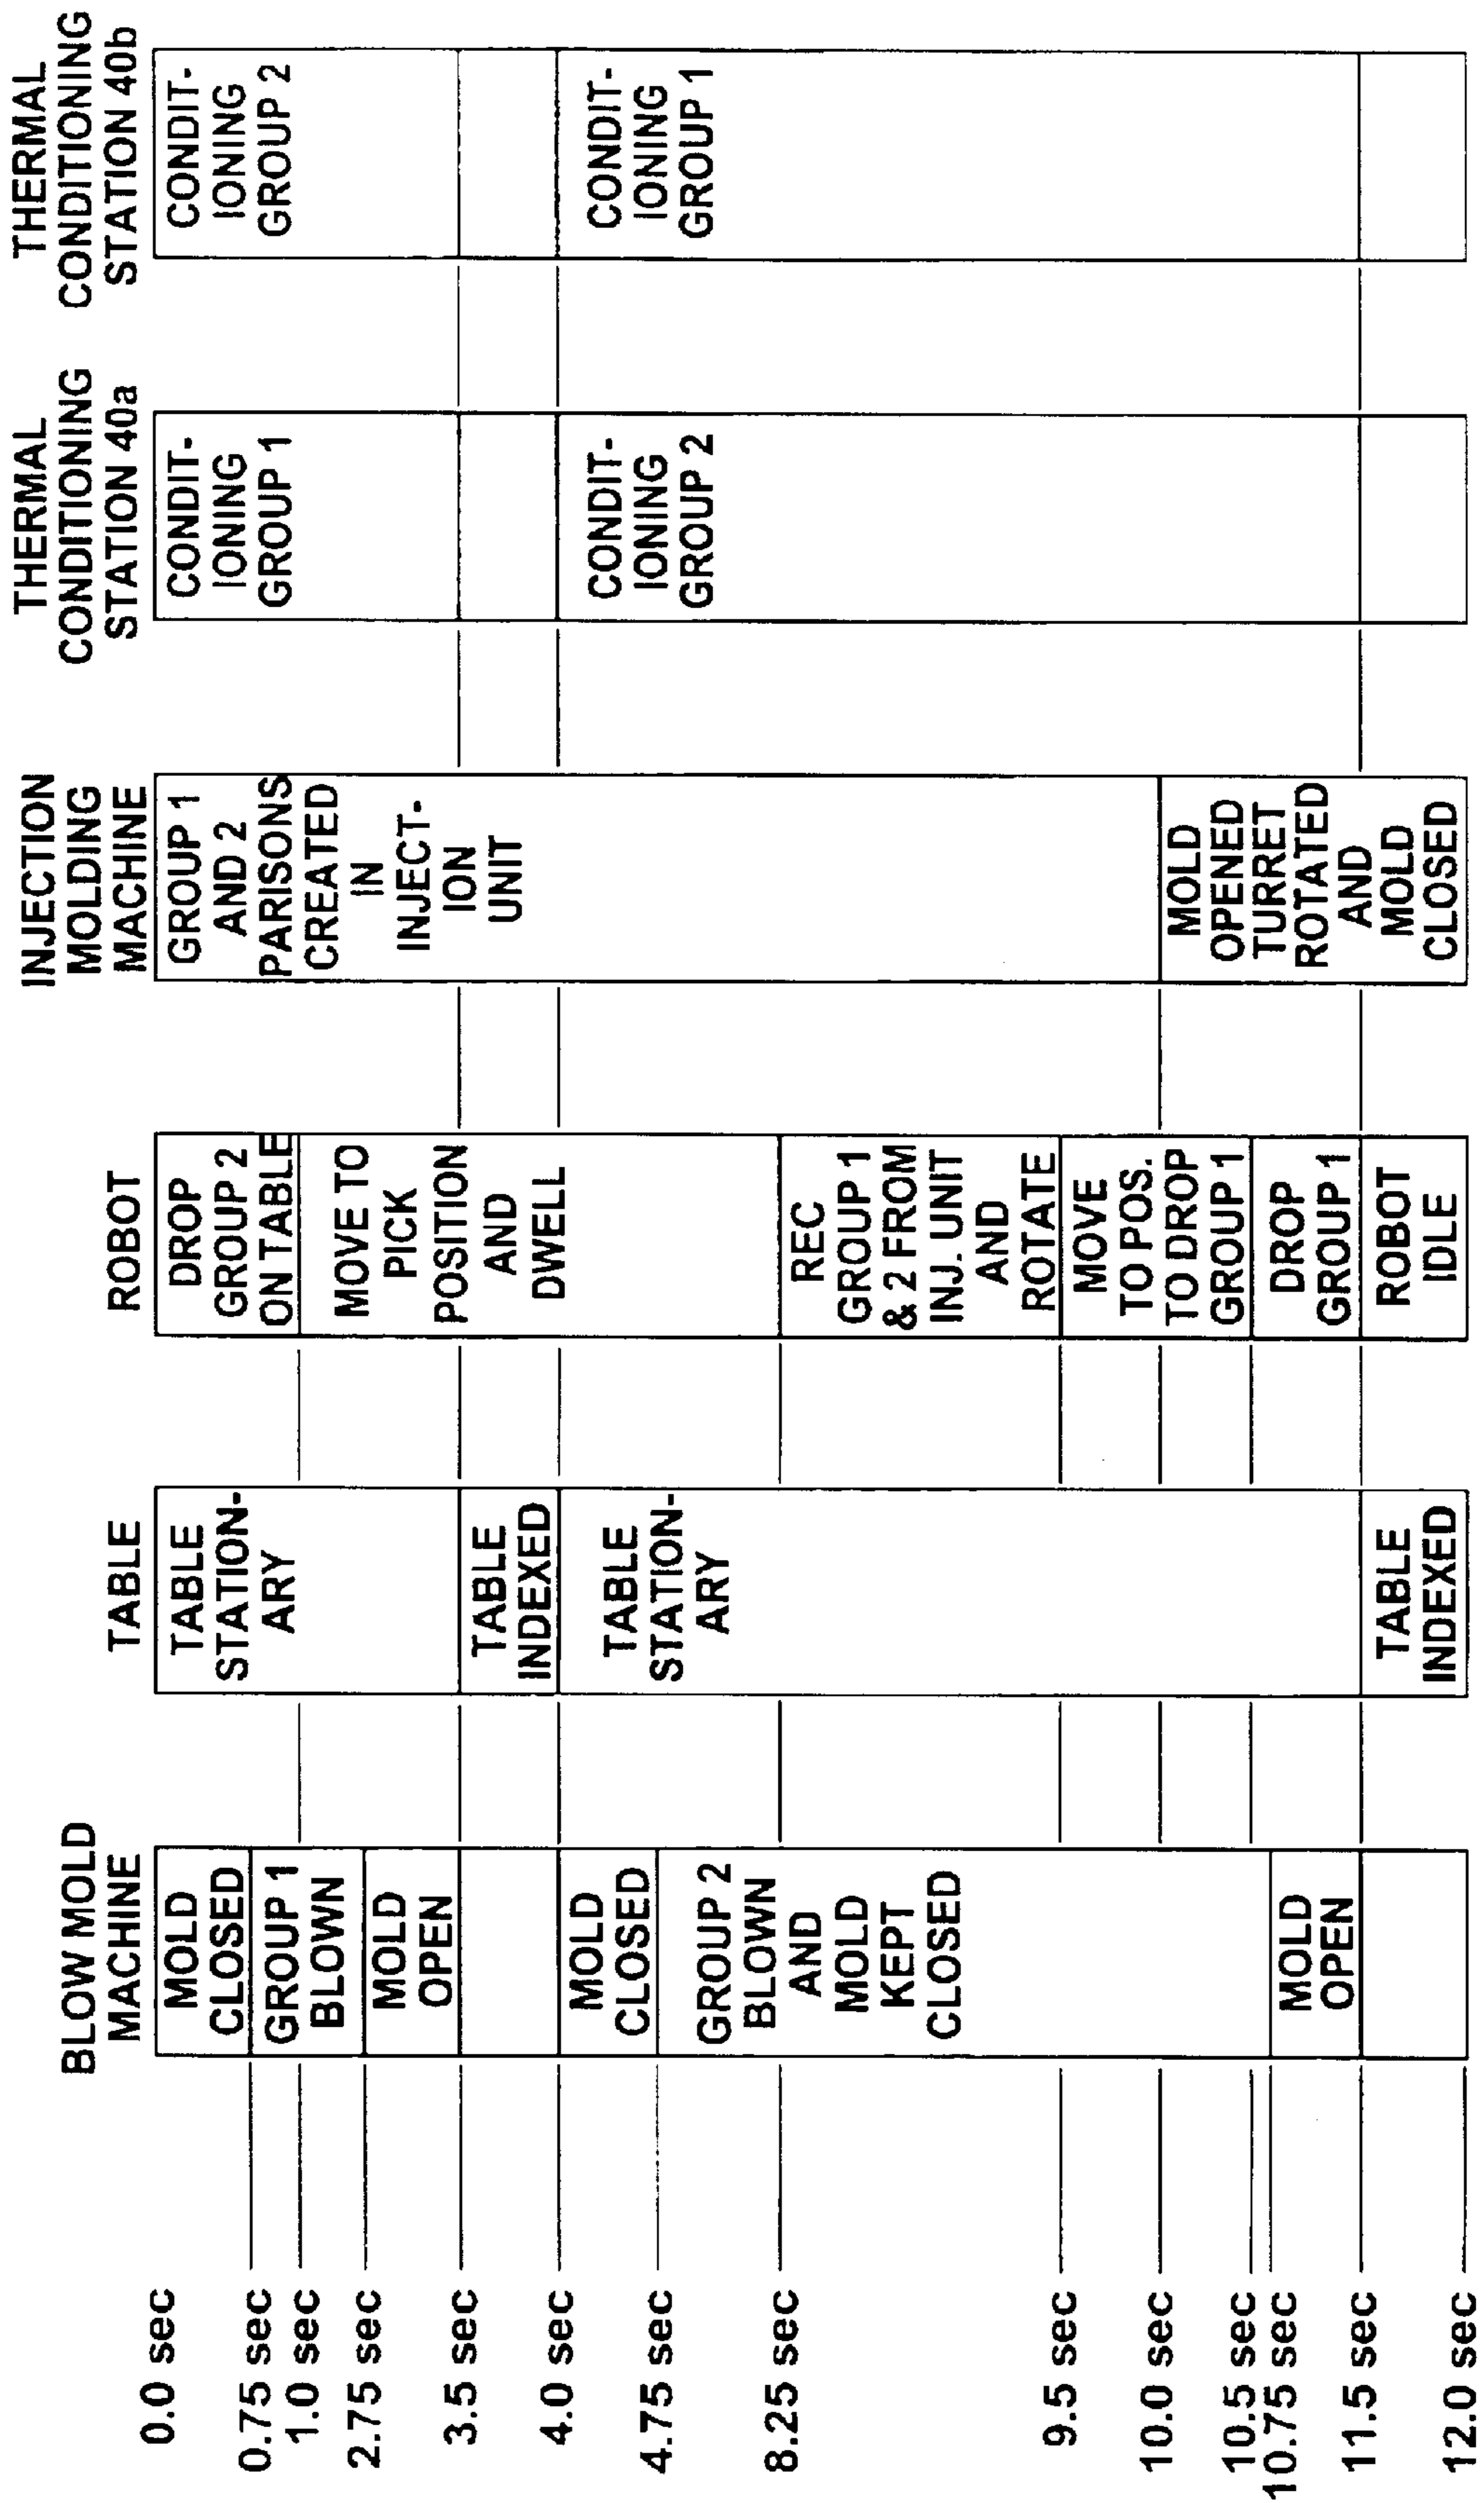 BLOW MOLD
MACHINE
TABLE
ROBOT
INJECTION
MOLDING
MACHINE
THERMAL
CONDITIONING
STATION 40a
THERMAL
CONDITIONING
STATION 40b
0.0 sec
0.75 sec
1.0 sec
2.75 sec
3.5 sec
4.0 sec
4.75 sec
8.25 sec
9.5 sec
10.0 sec
10.5 sec
10.75 sec
11.5 sec
12.0 sec
MOLD
CLOSED
GROUP 1
BLOWN
MOLD
OPEN
MOLD
CLOSED
GROUP 2
BLOWN
AND
MOLD
KEPT
CLOSED
MOLD
OPEN
TABLE
STATION-
ARY
TABLE
INDEXED
TABLE
STATION-
ARY
TABLE
INDEXED
DROP
GROUP 2
ON TABLE
MOVE TO
PICK
POSITION
AND
DWELL
REC
GROUP 1
& 2 FROM
INJ. UNIT
AND
ROTATE
MOVE
TO POS.
TO DROP
GROUP 1
DROP
GROUP 1
ROBOT
IDLE
GROUP 1
AND 2
PARISONS
CREATED
IN
INJECT-
ION
UNIT
MOLD
OPENED
TURRET
ROTATED
AND
MOLD
CLOSED
CONDIT-
IONING
GROUP 1
CONDIT-
IONING
GROUP 2
CONDIT-
IONING
GROUP 2
CONDIT-
IONING
GROUP 1